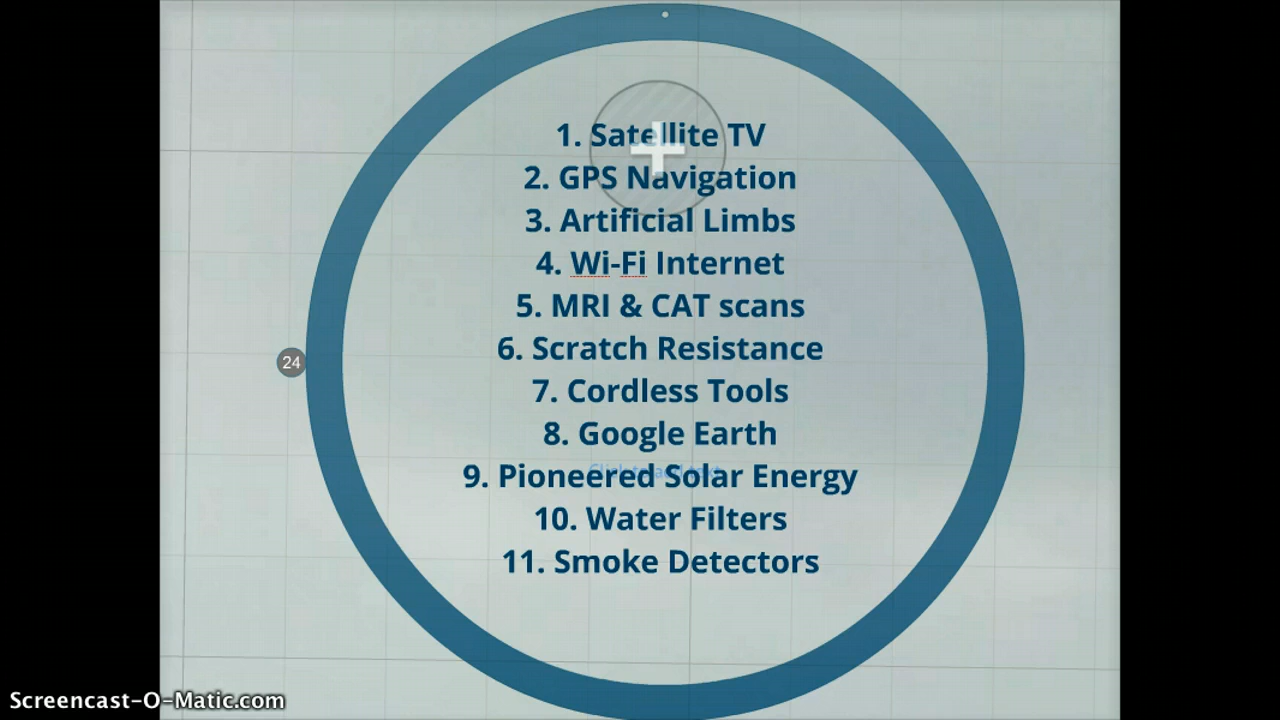 1. Satellite TV
2. GPS Navigation
3. Artificial Limbs
4. Wi-Fi Internet
5. MRI & CAT scans
6. Scratch Resistance
7. Cordless Tools
24
8. Google Earth
9. Pioneered Solar Energy
10. Water Filters
11. Smoke Detectors
Screencast-O-Matic.com